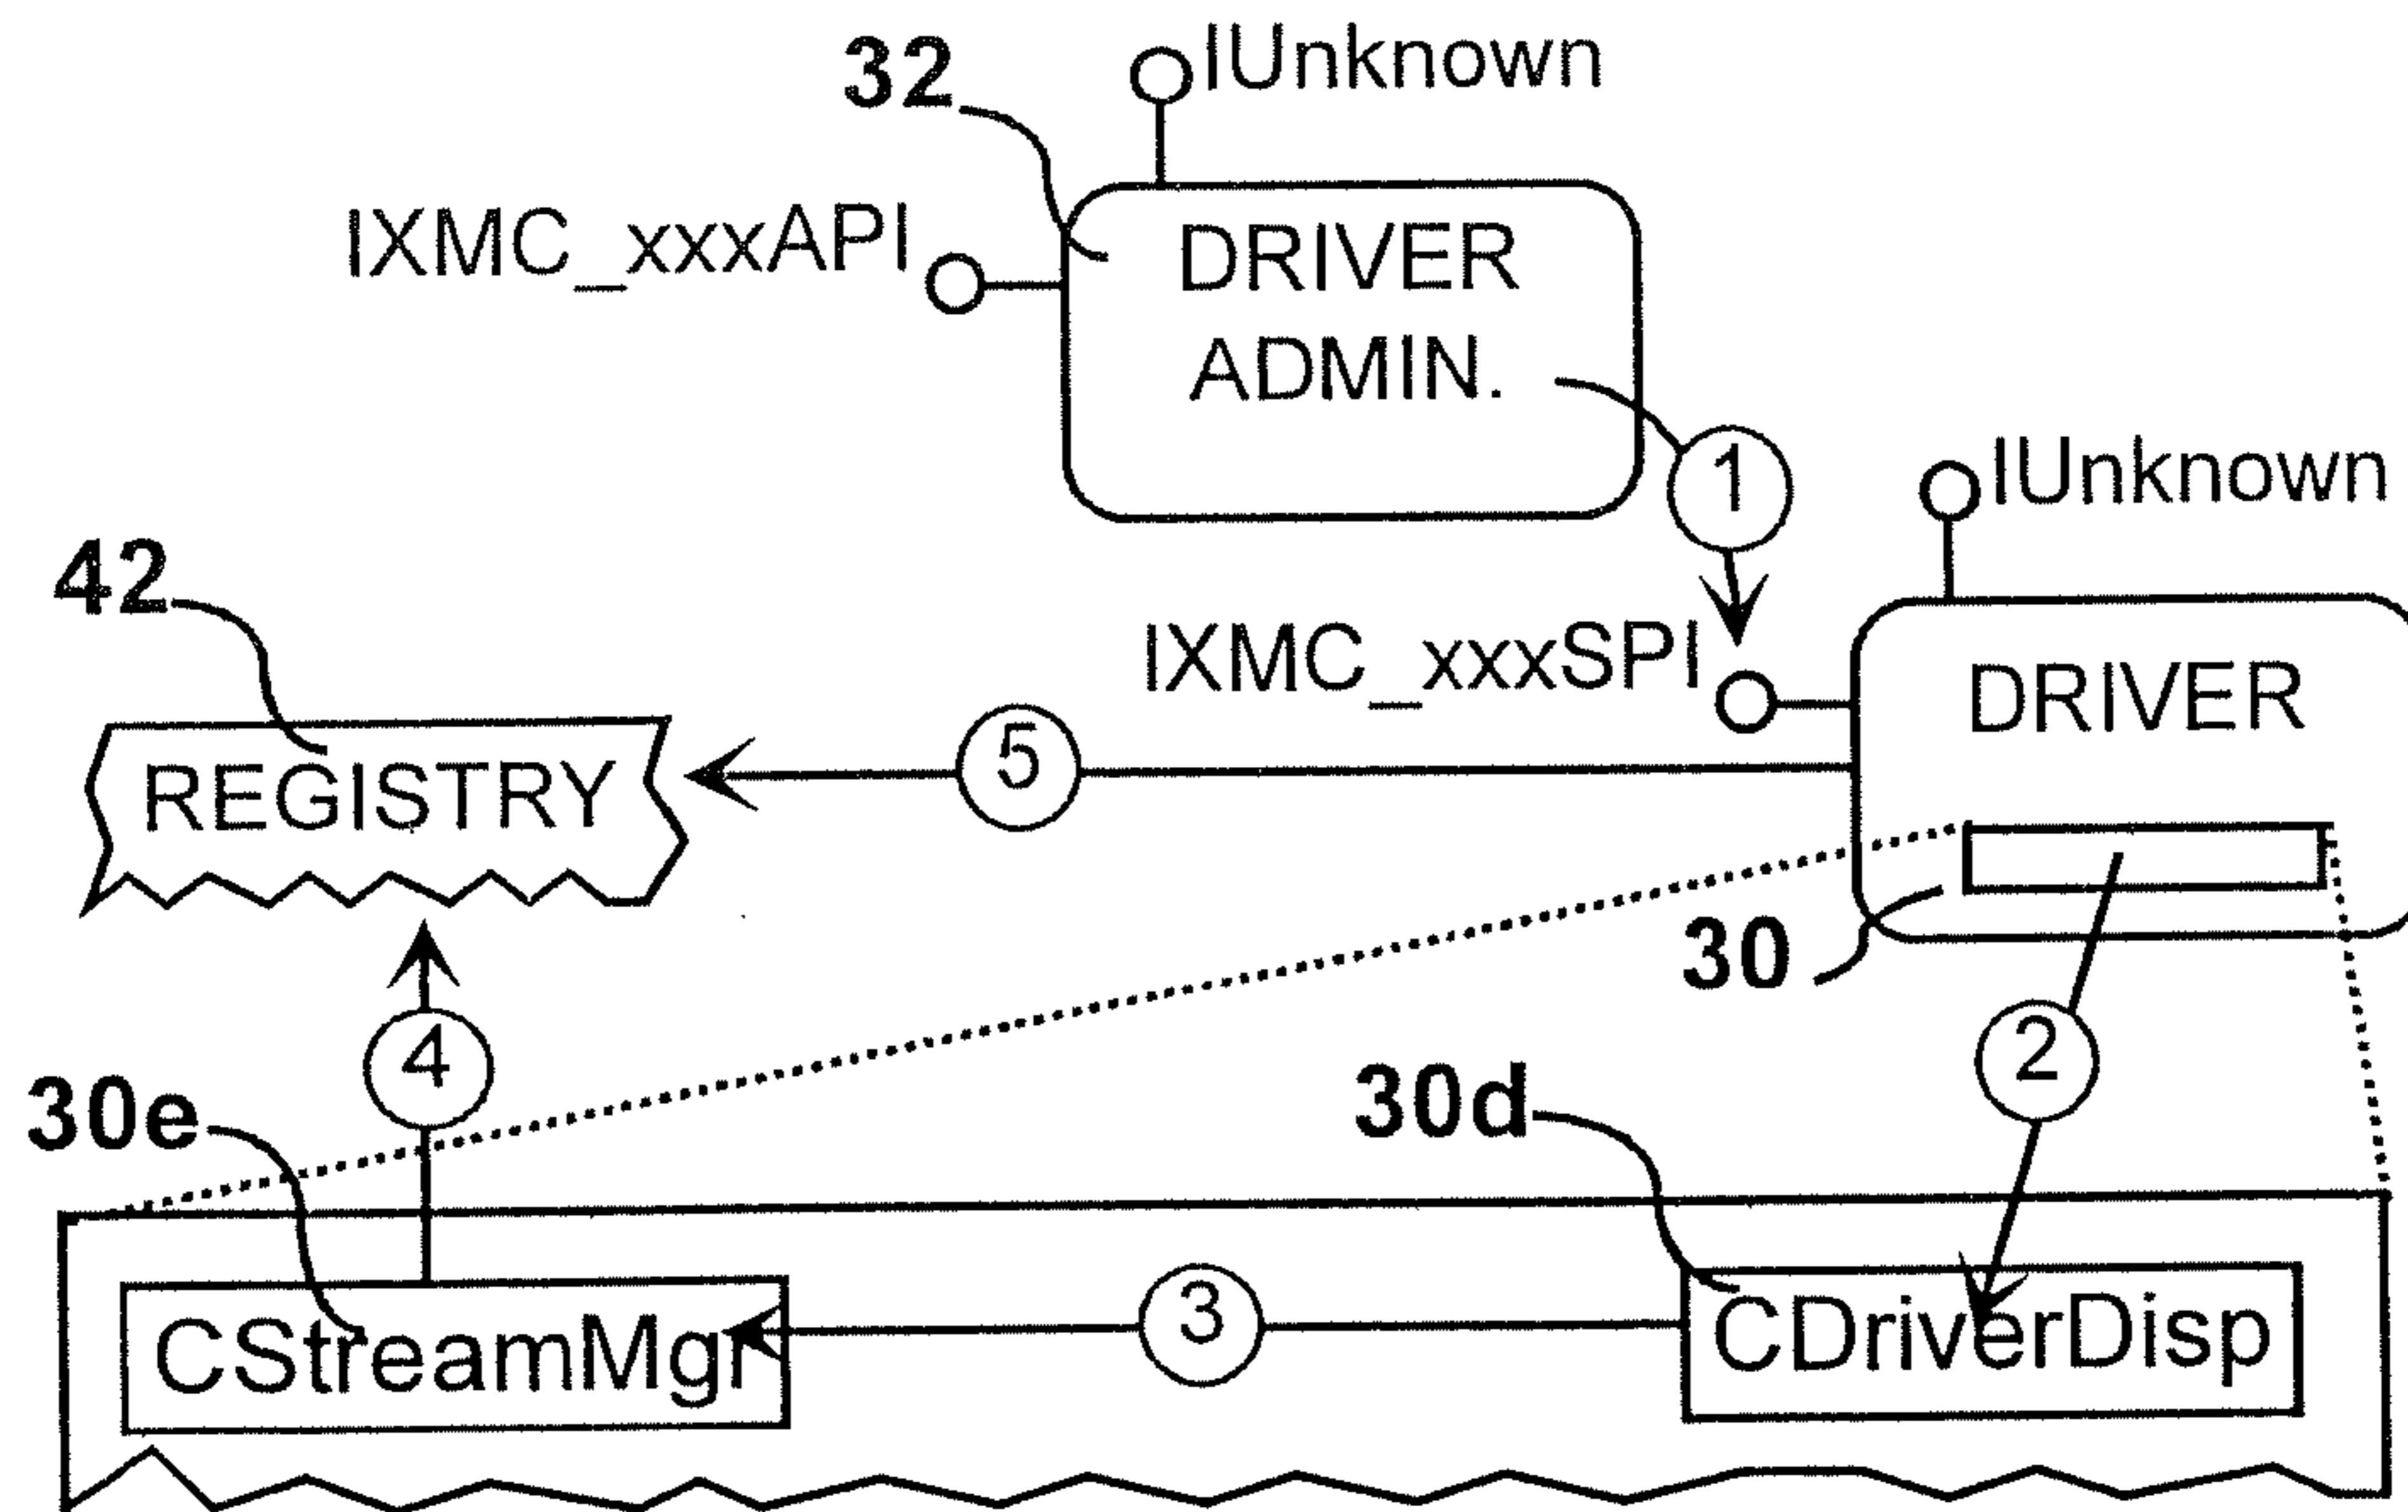 32
IUnknown
IXMC_xxxAPI
DRIVER
ADMIN.
1
IUnknown
42
IXMC_xxxSPI
DRIVER
5
REGISTRY
30
2
4
30e
30d
3
CStreamMgr
CDriverDisp